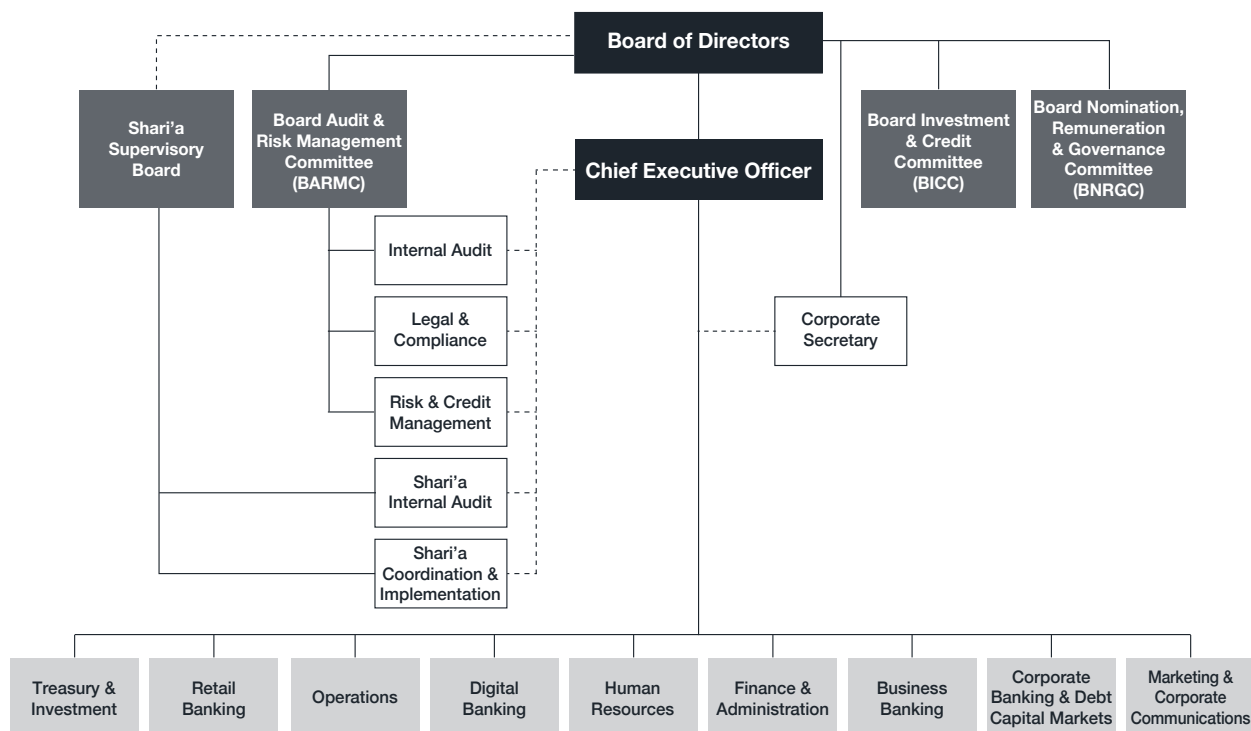 Board of Directors
Shari’a
Supervisory
Board
Board Audit &
Risk Management
Committee
(BARMC)
Chief Executive Officer
Board Investment
& Credit
Committee
(BICC)
Board Nomination,
Remuneration
& Governance
Committee
(BNRGC)
Internal Audit
Legal &
Compliance
Corporate
Secretary
Risk & Credit
Management
Shari’a
Internal Audit
Shari’a
Coordination &
Implementation
Treasury &
Investment
Retail
Banking
Operations
Digital
Banking
Human
Resources
Finance &
Administration
Business
Banking
Corporate
Banking & Debt
Capital Markets
Marketing &
Corporate
Communications